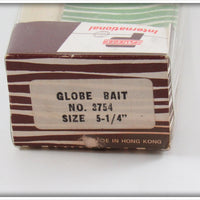 International
GLOBE BAIT
NO. 3754
SIZE 5-1/4"
DE IN HONG KONG